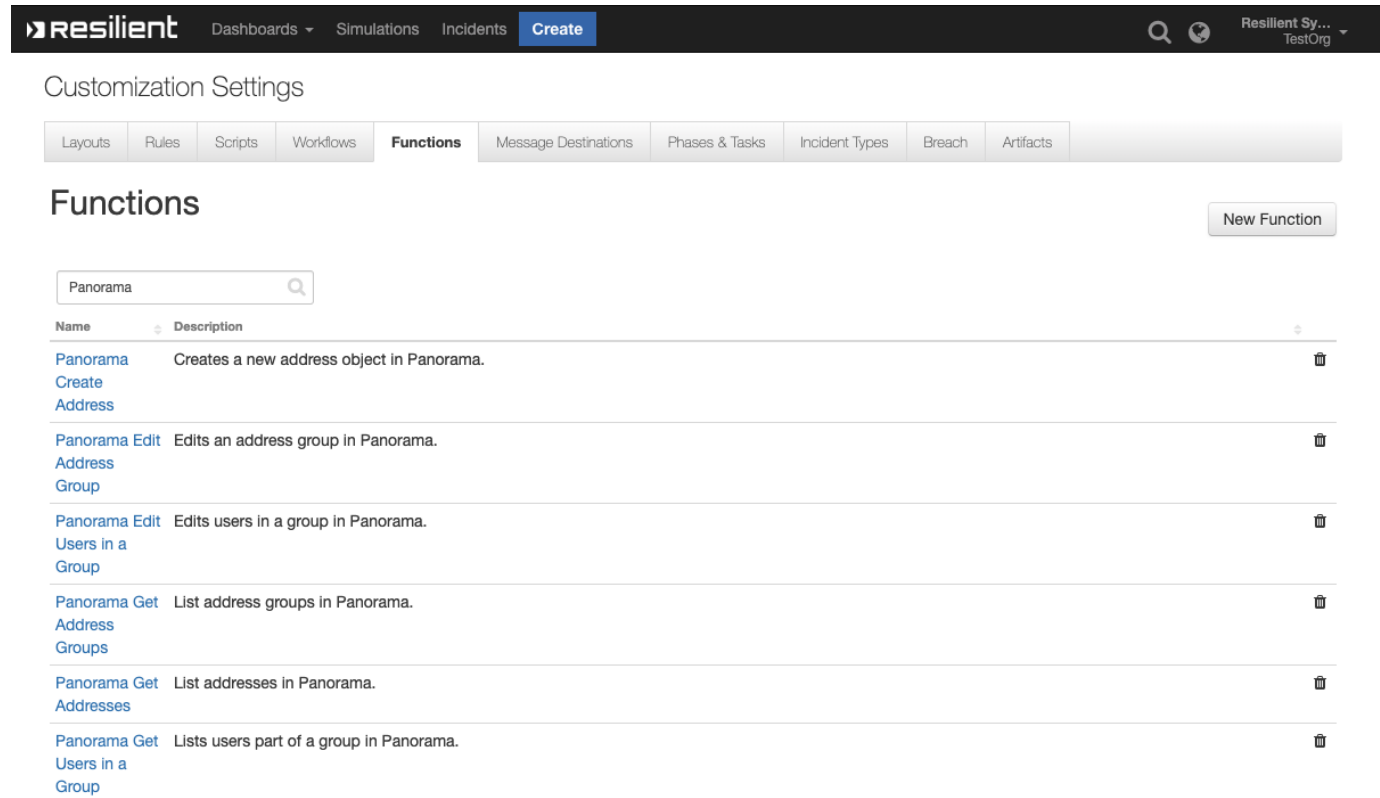 Resilient Dashboards Simulations Incidents Create Resilient Sy...
TestOrg
Customization Settings
Layouts Rules Scripts Workflows Functions Message Destinations Phases & Tasks Incident Types Breach Artifacts
Functions
New Function
Panorama
Name Description
Panorama Creates a new address object in Panorama.
Create
Address
Panorama Edit Edits an address group in Panorama.
Address
Group
Panorama Edit Edits users in a group in Panorama.
Users in a
Group
Panorama Get List address groups in Panorama.
Address
Groups
Panorama Get List addresses in Panorama.
Addresses
Panorama Get Lists users part of a group in Panorama.
Users in a
Group